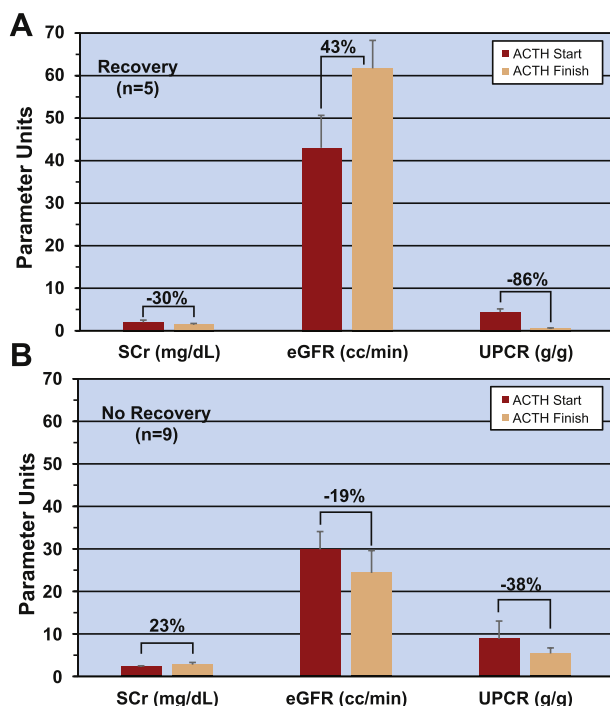 A
Parameter Units
70
60
50
40
30
20
10
0
Recovery
(n=5)
ACTH Start
ACTH Finish
-30%
43%
-86%
SCr (mg/dL)
eGFR (cc/min)
UPCR (g/g)
B
Parameter Units
70
60
50
40
30
20
10
0
No Recovery
(n=9)
ACTH Start
ACTH Finish
23%
-19%
-38%
SCr (mg/dL)
eGFR (cc/min)
UPCR (g/g)